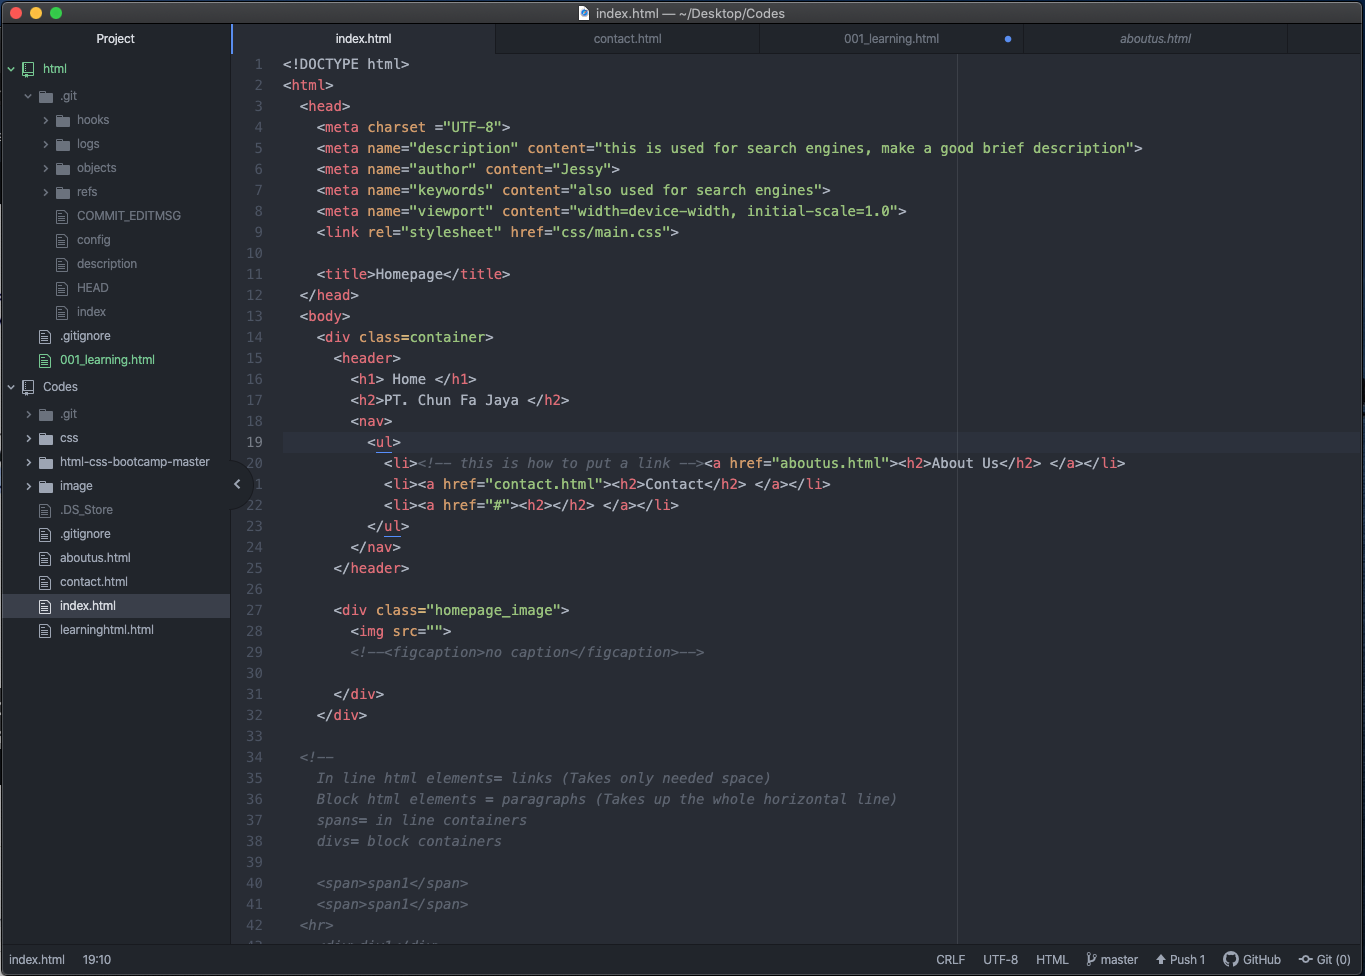 index.html — ~/Desktop/Codes
Project
index.html
contact.html
001_learning.html
aboutus.html
html
.git
hooks
logs
objects
refs
COMMIT_EDITMSG
config
description
HEAD
index
.gitignore
001_learning.html
Codes
.git
css
html-css-bootcamp-master
image
.DS_Store
.gitignore
aboutus.html
contact.html
index.html
learninghtml.html
1 <!DOCTYPE html>
2 <html>
3 <head>
4 <meta charset ="UTF-8">
5 <meta name="description" content="this is used for search engines, make a good brief description">
6 <meta name="author" content="Jessy">
7 <meta name="keywords" content="also used for search engines">
8 <meta name="viewport" content="width=device-width, initial-scale=1.0">
9 <link rel="stylesheet" href="css/main.css">
10
11 <title>Homepage</title>
12 </head>
13 <body>
14 <div class=container>
15 <header>
16 <h1> Home </h1>
17 <h2>PT. Chun Fa Jaya </h2>
18 <nav>
19 <ul>
20 <li><!-- this is how to put a link --><a href="aboutus.html"><h2>About Us</h2> </a></li>
1 <li><a href="contact.html"><h2>Contact</h2> </a></li>
22 <li><a href="#"><h2></h2> </a></li>
23 </ul>
24 </nav>
25 </header>
26
27 <div class="homepage_image">
28 <img src="">
29 <!--<figcaption>no caption</figcaption>-->
30
31 </div>
32 </div>
33
34 <!--
35 In line html elements= links (Takes only needed space)
36 Block html elements = paragraphs (Takes up the whole horizontal line)
37 spans= in line containers
38 divs= block containers
39
40 <span>span1</span>
41 <span>span1</span>
42 <hr>
index.html 19:10
CRLF UTF-8 HTML master Push 1 GitHub Git (0)